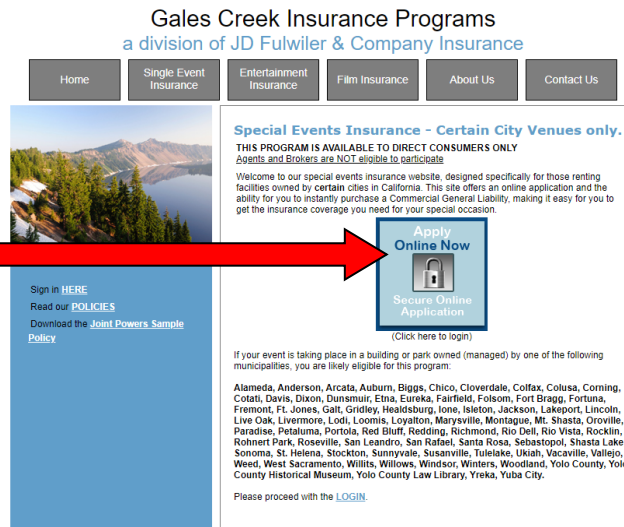 Gales Creek Insurance Programs
a division of JD Fulwiler & Company Insurance
Home
Single Event
Insurance
Entertainment
Insurance
Film Insurance
About Us
Contact Us
Special Events Insurance - Certain City Venues only.
THIS PROGRAM IS AVAILABLE TO DIRECT CONSUMERS ONLY
Agents and Brokers are NOT eligible to participate
Welcome to our special events insurance website, designed specifically for those renting
facilities owned by certain cities in California. This site offers an online application and the
ability for you to instantly purchase a Commercial General Liability, making it easy for you to
get the insurance coverage you need for your special occasion.
Apply
Online Now
Secure Online
Application
(Click here to login)
Sign in HERE
Read our POLICIES
Download the Joint Powers Sample
Policy
If your event is taking place in a building or park owned (managed) by one of the following
municipalities, you are likely eligible for this program:
Alameda, Anderson, Arcata, Auburn, Biggs, Chico, Cloverdale, Colfax, Colusa, Corning,
Cotati, Davis, Dixon, Dunsmuir, Etna, Eureka, Fairfield, Folsom, Fort Bragg, Fortuna,
Fremont, Ft. Jones, Galt, Gridley, Healdsburg, Ione, Isleton, Jackson, Lakeport, Lincoln,
Live Oak, Livermore, Lodi, Loomis, Loyalton, Marysville, Montague, Mt. Shasta, Oroville,
Paradise, Petaluma, Portola, Red Bluff, Redding, Richmond, Rio Dell, Rio Vista, Rocklin,
Rohnert Park, Roseville, San Leandro, San Rafael, Santa Rosa, Sebastopol, Shasta Lake
Sonoma, St. Helena, Stockton, Sunnyvale, Susanville, Tulelake, Ukiah, Vacaville, Vallejo,
Weed, West Sacramento, Willits, Willows, Windsor, Winters, Woodland, Yolo County, Yol
County Historical Museum, Yolo County Law Library, Yreka, Yuba City.
Please proceed with the LOGIN.